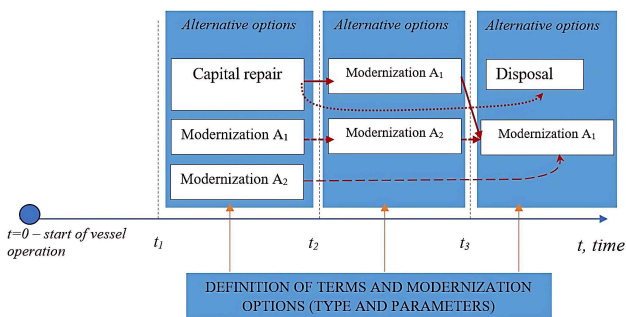 Alternative options
Alternative options
Alternative options
Capital repair
Modernization A₁
Disposal
Modernization A₁
Modernization A₂
Modernization A₁
Modernization A₂
t=0 – start of vessel
operation
t₁
t₂
t₃
t, time
DEFINITION OF TERMS AND MODERNIZATION
OPTIONS (TYPE AND PARAMETERS)